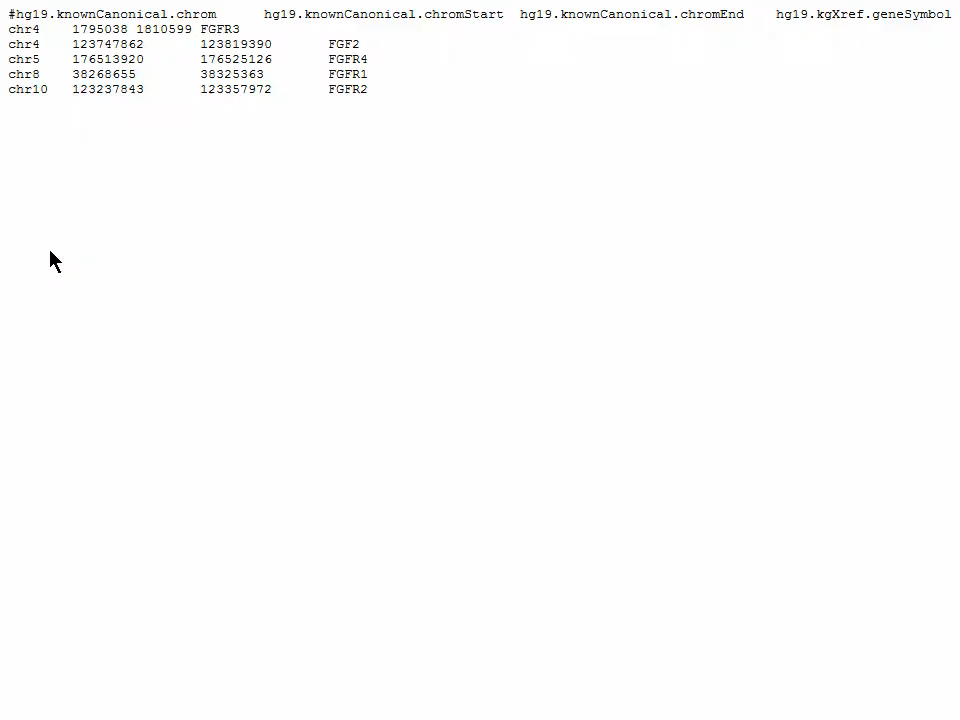 #hg19.knownCanonical.chrom hg19.knownCanonical.chromStart hg19.knownCanonical.chromEnd hg19.kgXref.geneSymbol
chr4 1795038 1810599 FGFR3
chr4 123747862 123819390 FGF2
chr5 176513920 176525126 FGFR4
chr8 38268655 38325363 FGFR1
chr10 123237843 123357972 FGFR2